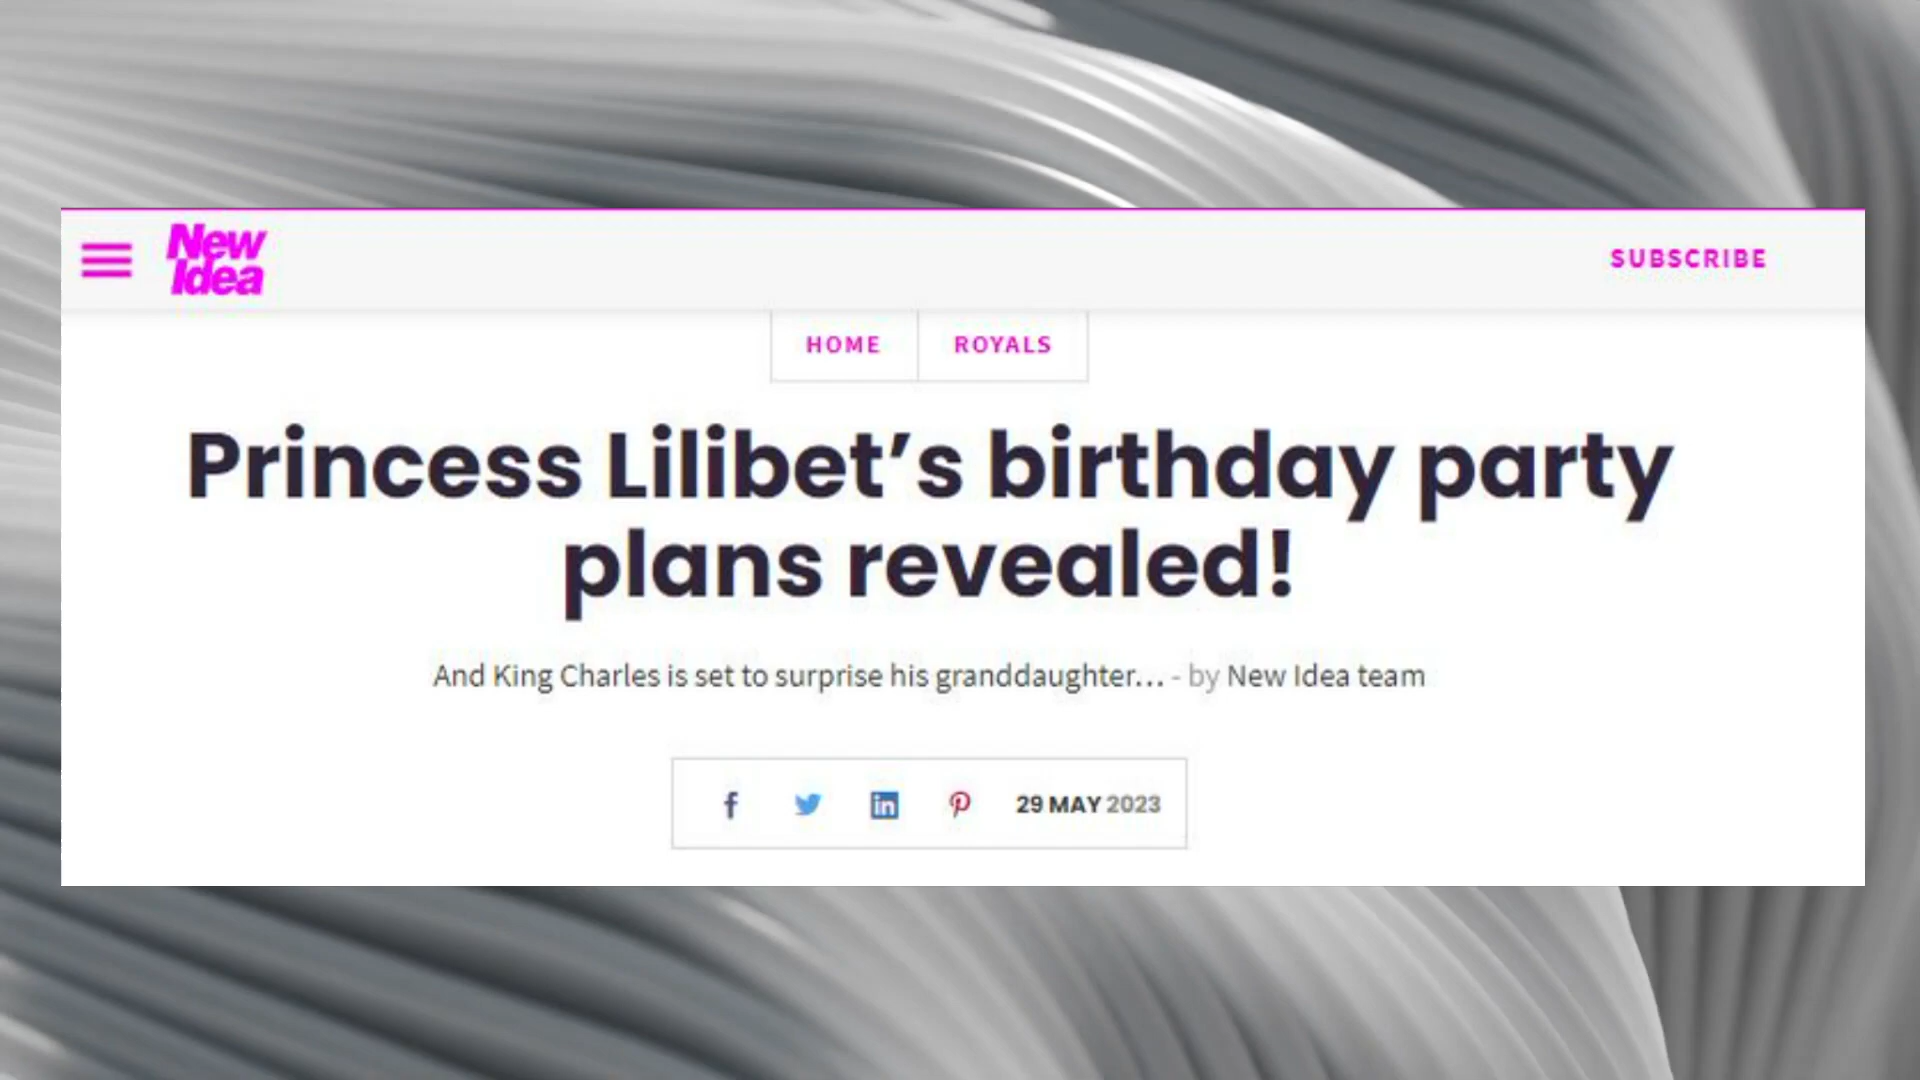 New
Idea
SUBSCRIBE
HOME ROYALS
Princess Lilibet’s birthday party
plans revealed!
And King Charles is set to surprise his granddaughter... - by New Idea team
29 MAY 2023